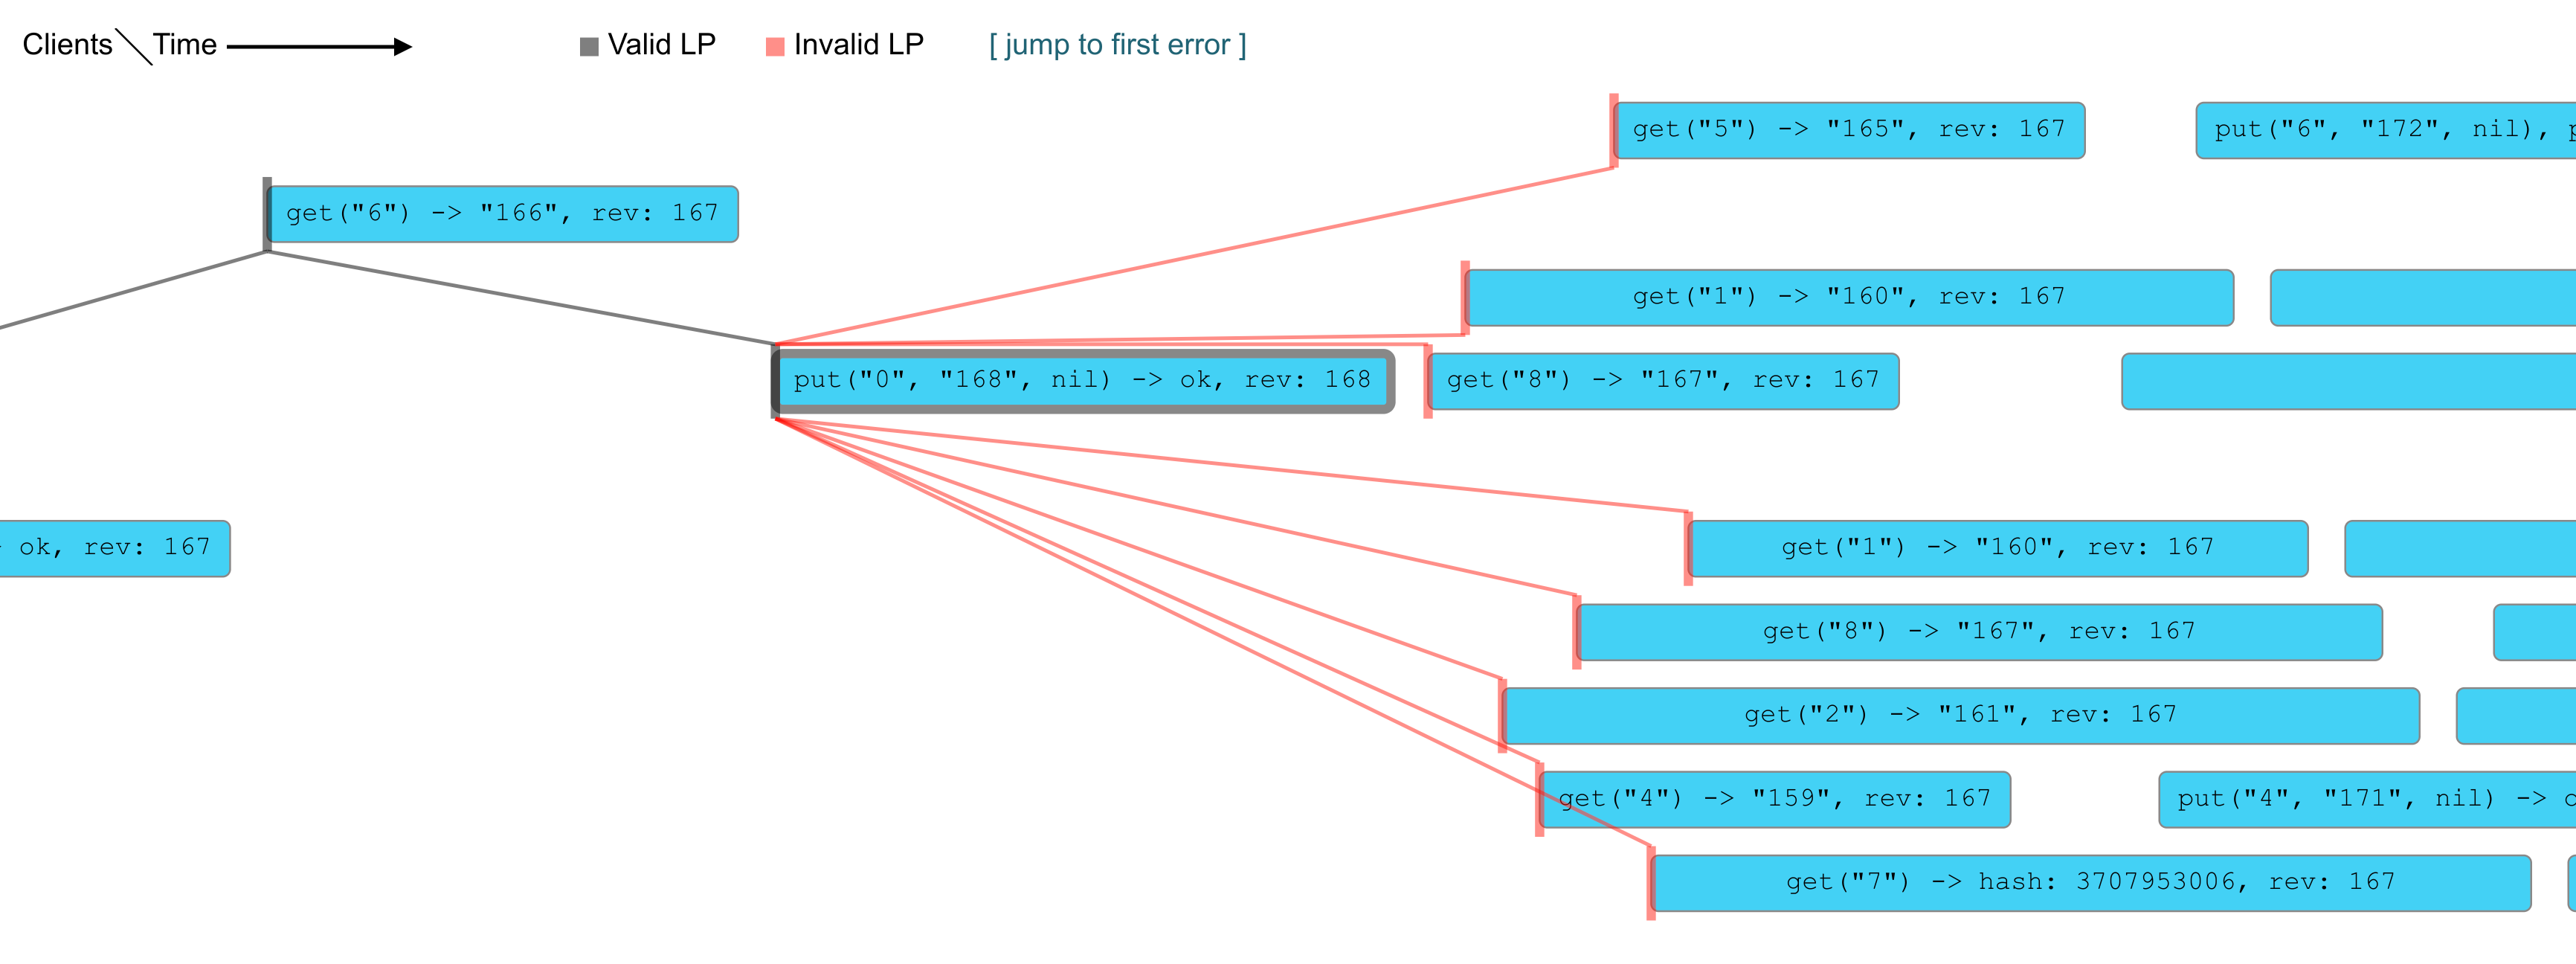 Clients Time Valid LP Invalid LP [ jump to first error ]
get("5") -> "165", rev: 167 put("6", "172", nil), p
get("6") -> "166", rev: 167
get("1") -> "160", rev: 167
put("0", "168", nil) -> ok, rev: 168 get("8") -> "167", rev: 167
ok, rev: 167 get("1") -> "160", rev: 167
get("8") -> "167", rev: 167
get("2") -> "161", rev: 167
get("4") -> "159", rev: 167 put("4", "171", nil) -> o
get("7") -> hash: 3707953006, rev: 167